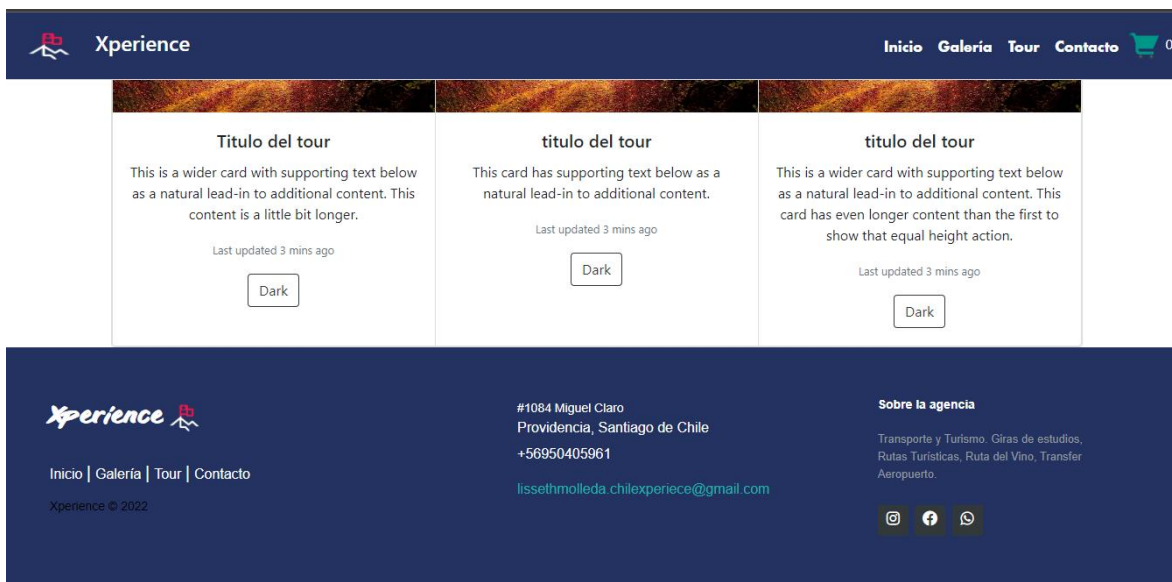 Xperience
Inicio Galería Tour Contacto 0
Titulo del tour
This is a wider card with supporting text below
as a natural lead-in to additional content. This
content is a little bit longer.
Last updated 3 mins ago
Dark
titulo del tour
This card has supporting text below as a
natural lead-in to additional content.
Last updated 3 mins ago
Dark
titulo del tour
This is a wider card with supporting text below
as a natural lead-in to additional content. This
card has even longer content than the first to
show that equal height action.
Last updated 3 mins ago
Dark
Xperience
Inicio | Galería | Tour | Contacto
Xperience © 2022
#1084 Miguel Claro
Providencia, Santiago de Chile
+56950405961
lissethmolleda.chilexperiece@gmail.com
Sobre la agencia
Transporte y Turismo. Giras de estudios,
Rutas Turísticas, Ruta del Vino, Transfer
Aeropuerto.